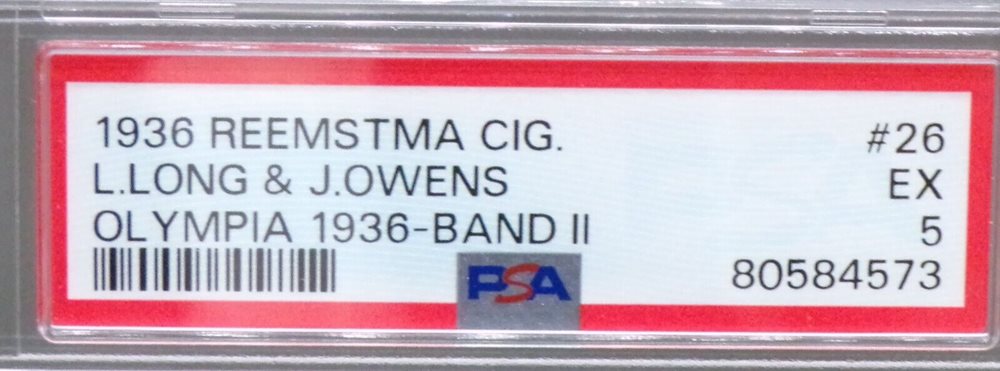 1936 REEMSTMA CIG. #26
L.LONG & J.OWENS EX
OLYMPIA 1936-BAND II 5
PSA 80584573